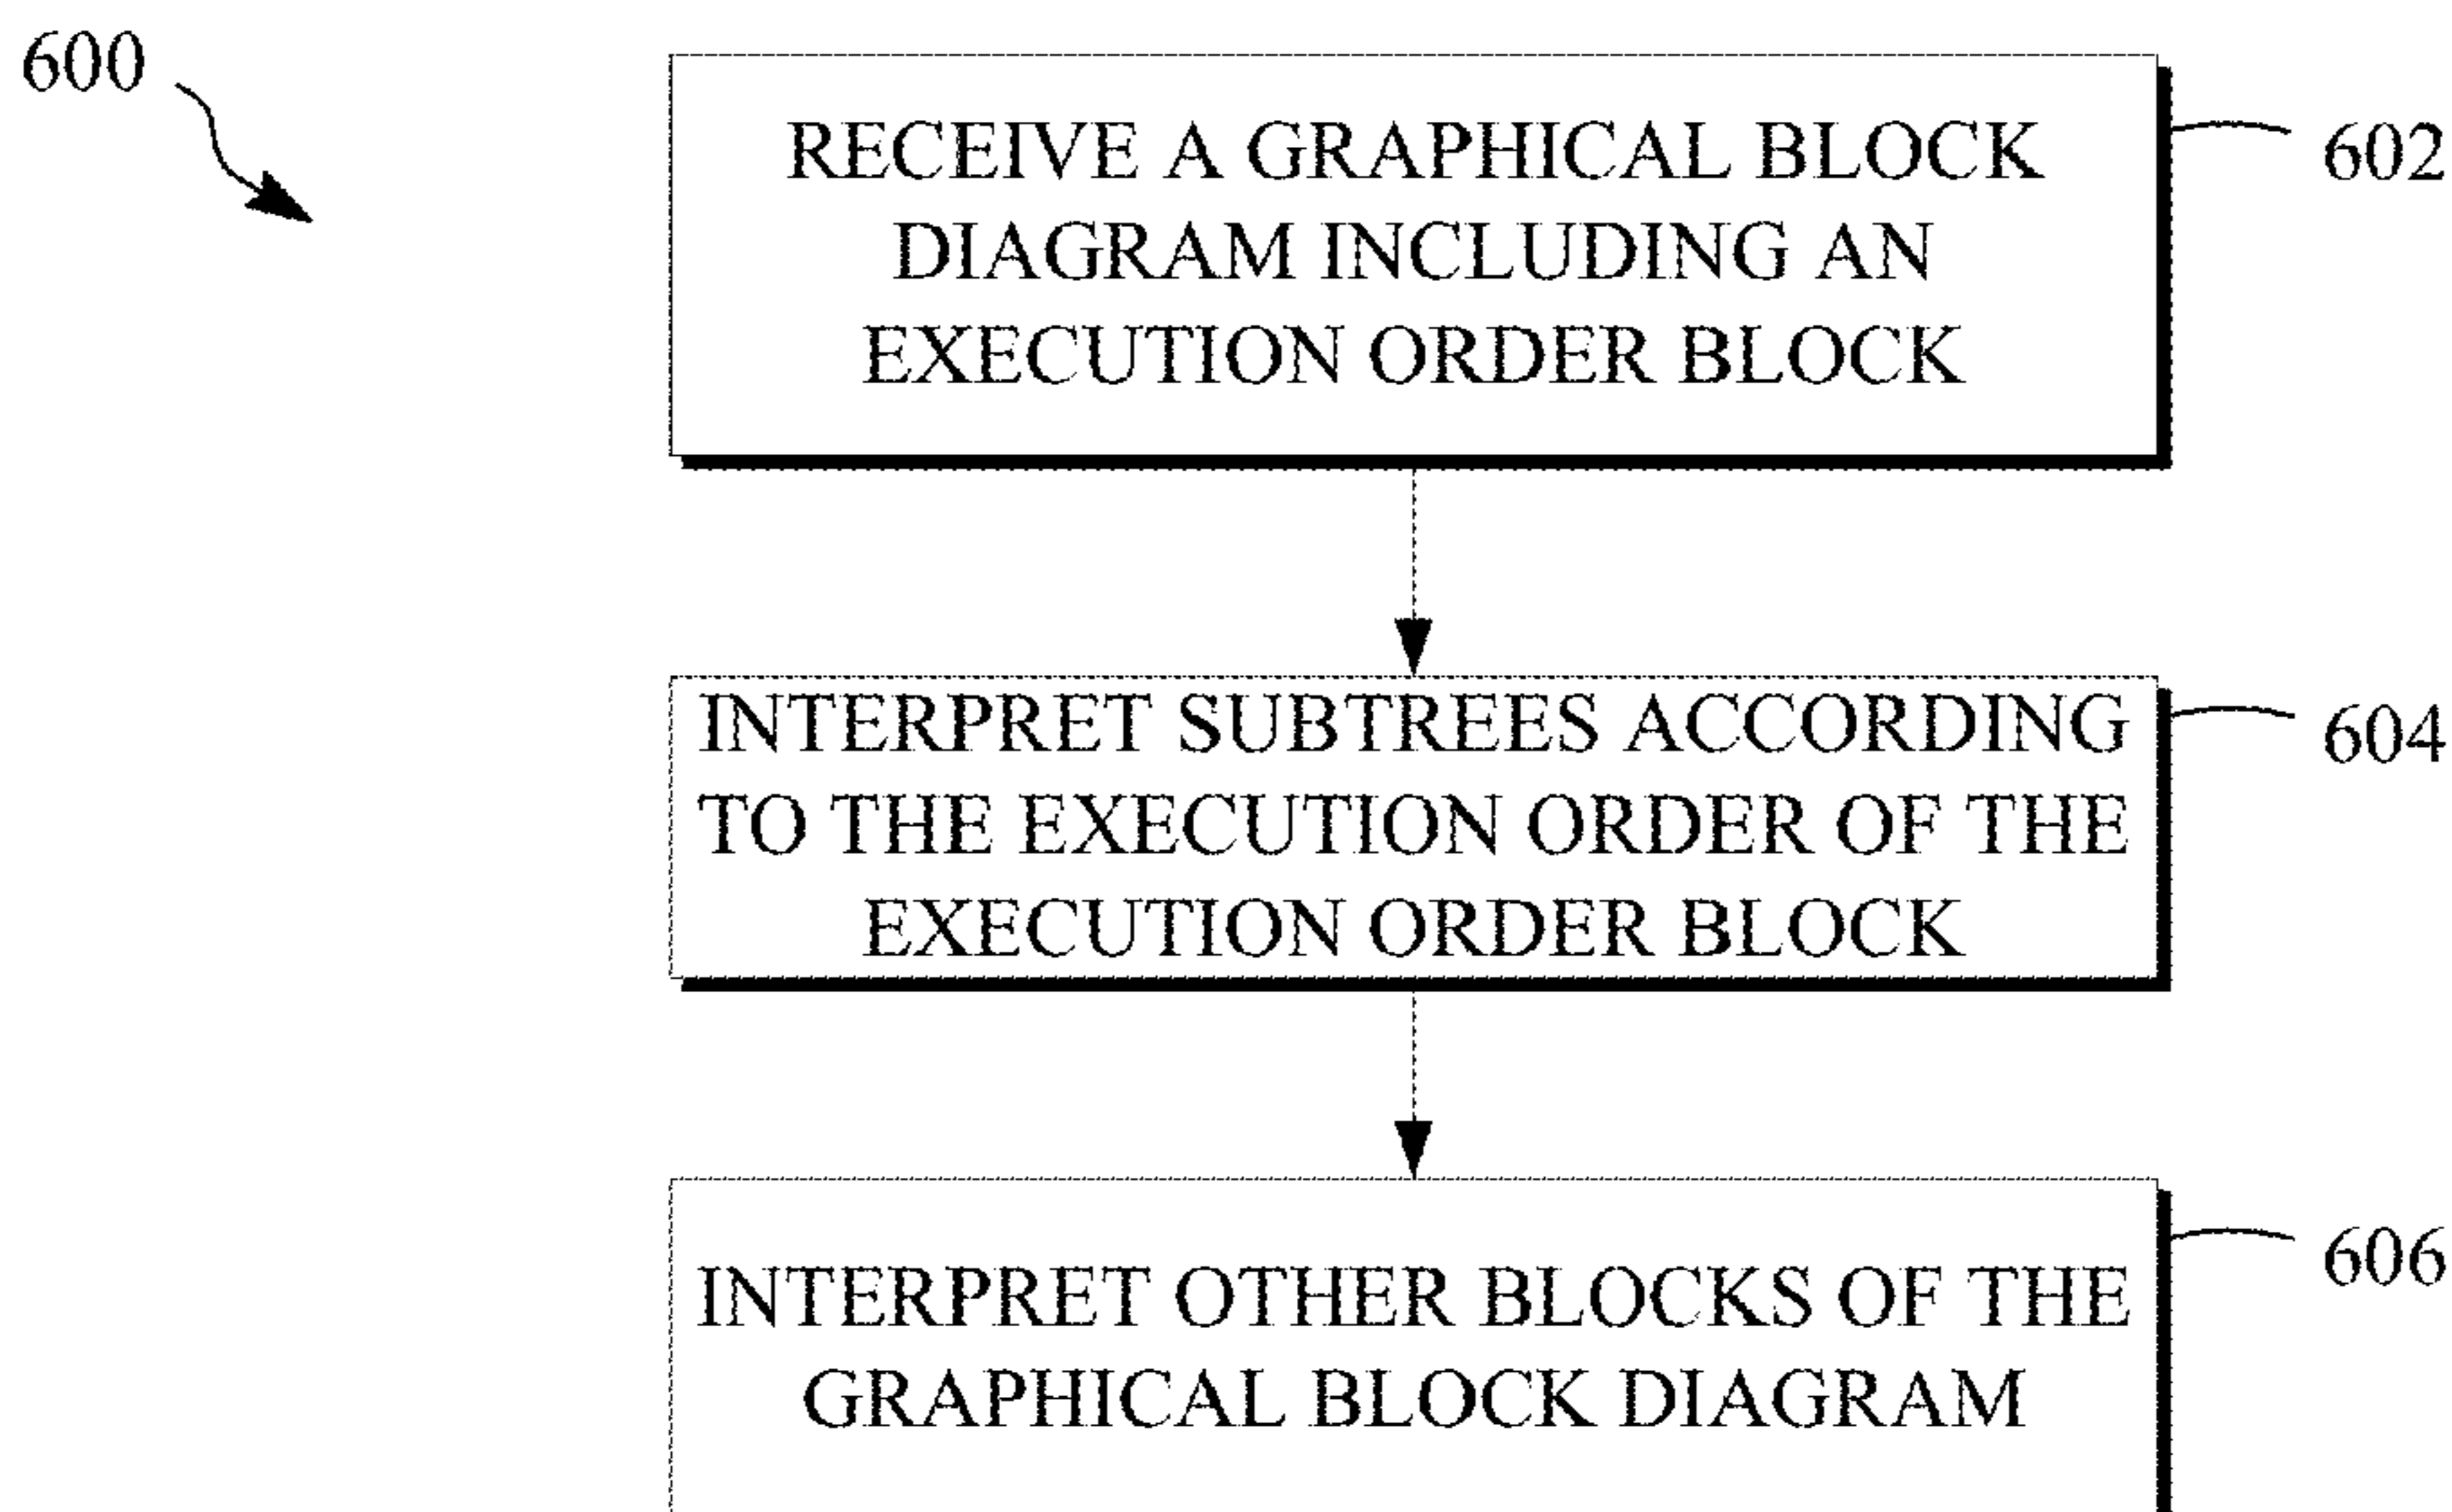 600
RECEIVE A GRAPHICAL BLOCK
DIAGRAM INCLUDING AN
EXECUTION ORDER BLOCK
602
INTERPRET SUBTREES ACCORDING
TO THE EXECUTION ORDER OF THE
EXECUTION ORDER BLOCK
604
INTERPRET OTHER BLOCKS OF THE
GRAPHICAL BLOCK DIAGRAM
606